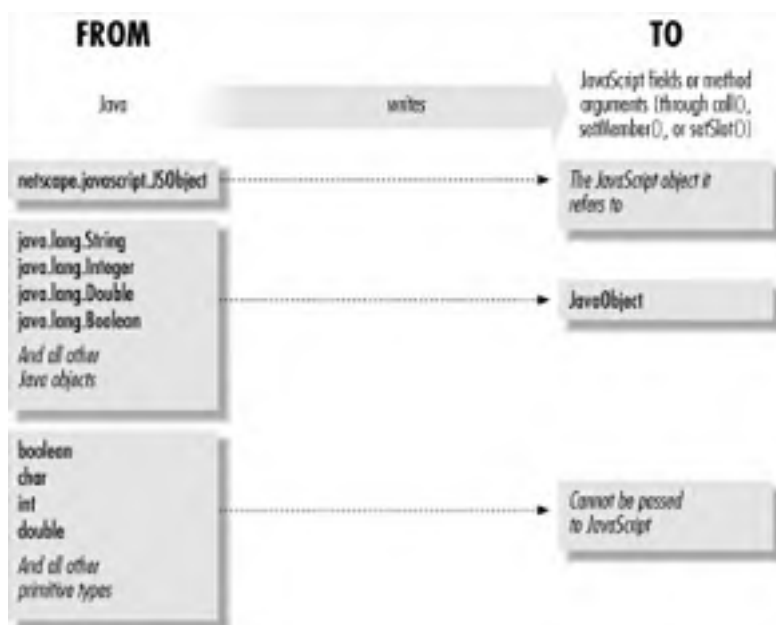 FROM
TO
Java
writes
JavaScript fields or method
arguments (through call(),
setMember(), or setSlot())
netscape.javascript.JSObject
The JavaScript object it
refers to
java.lang.String
java.lang.Integer
java.lang.Double
java.lang.Boolean
And all other
Java objects
JavaObject
boolean
char
int
double
And all other
primitive types
Cannot be passed
to JavaScript